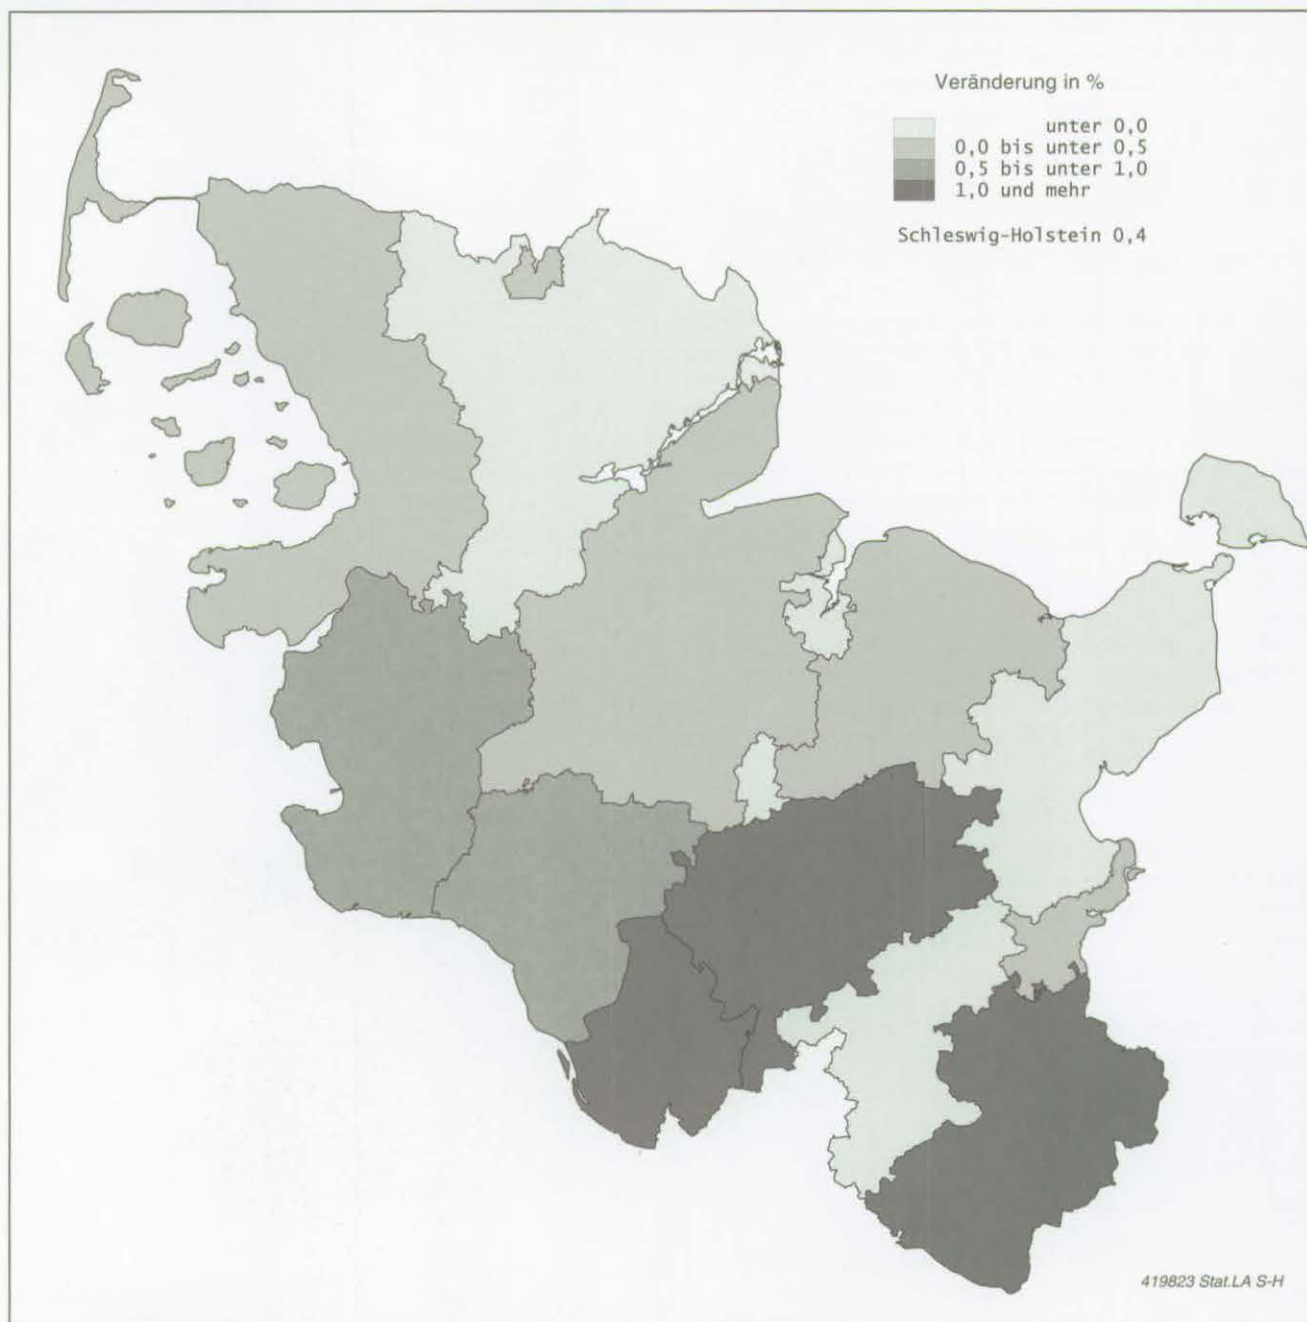 Veränderung in %
unter 0,0
0,0 bis unter 0,5
0,5 bis unter 1,0
1,0 und mehr
Schleswig-Holstein 0,4
419823 Stat.LA S-H